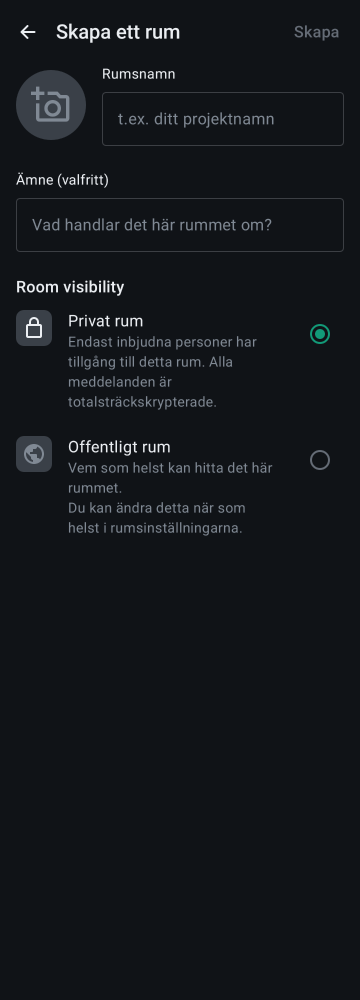 Skapa ett rum
Skapa
Rumsnamn
t.ex. ditt projektnamn
Ämne (valfritt)
Vad handlar det här rummet om?
Room visibility
Privat rum
Endast inbjudna personer har
tillgång till detta rum. Alla
meddelanden är
totalsträckskrypterade.
Offentligt rum
Vem som helst kan hitta det här
rummet.
Du kan ändra detta när som
helst i rumsinställningarna.